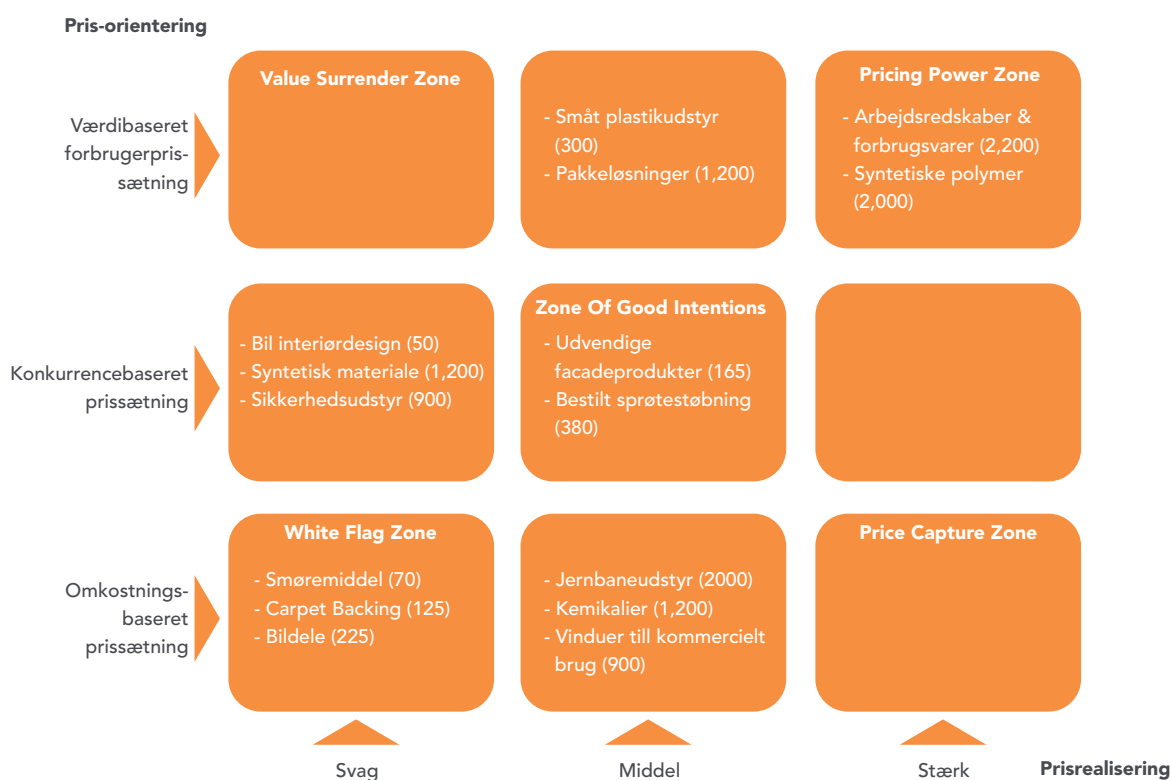 Pris-orientering
Værdibaseret
forbrugerpris-
sætning
Value Surrender Zone
- Småt plastikudstyr
(300)
- Pakkeløsninger (1,200)
Pricing Power Zone
- Arbejdsredskaber &
forbrugsvarer (2,200)
- Syntetiske polymer
(2,000)
Konkurrencebaseret
prissætning
- Bil interiørdesign (50)
- Syntetisk materiale (1,200)
- Sikkerhedsudstyr (900)
Zone Of Good Intentions
- Udvendige
facadeprodukter (165)
- Bestilt sprøtestøbning
(380)
Omkostnings-
baseret
prissætning
White Flag Zone
- Smøremiddel (70)
- Carpet Backing (125)
- Bildele (225)
- Jernbaneudstyr (2000)
- Kemikalier (1,200)
- Vinduer till kommercielt
brug (900)
Price Capture Zone
Svag
Middel
Stærk
Prisrealisering